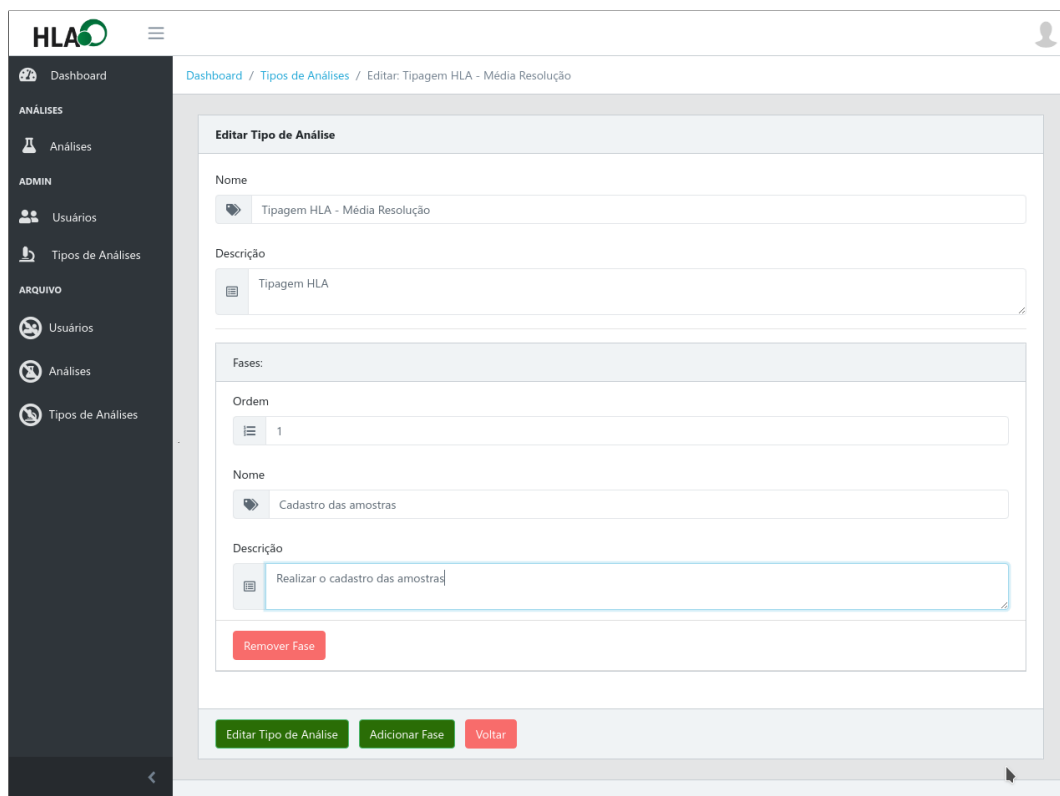 HLA
Dashboard
ANÁLISES
Análises
ADMIN
Usuários
Tipos de Análises
ARQUIVO
Usuários
Análises
Tipos de Análises
Dashboard / Tipos de Análises / Editar: Tipagem HLA - Média Resolução
Editar Tipo de Análise
Nome
Tipagem HLA - Média Resolução
Descrição
Tipagem HLA
Fases:
Ordem
1
Nome
Cadastro das amostras
Descrição
Realizar o cadastro das amostras
Remover Fase
Editar Tipo de Análise Adicionar Fase Voltar